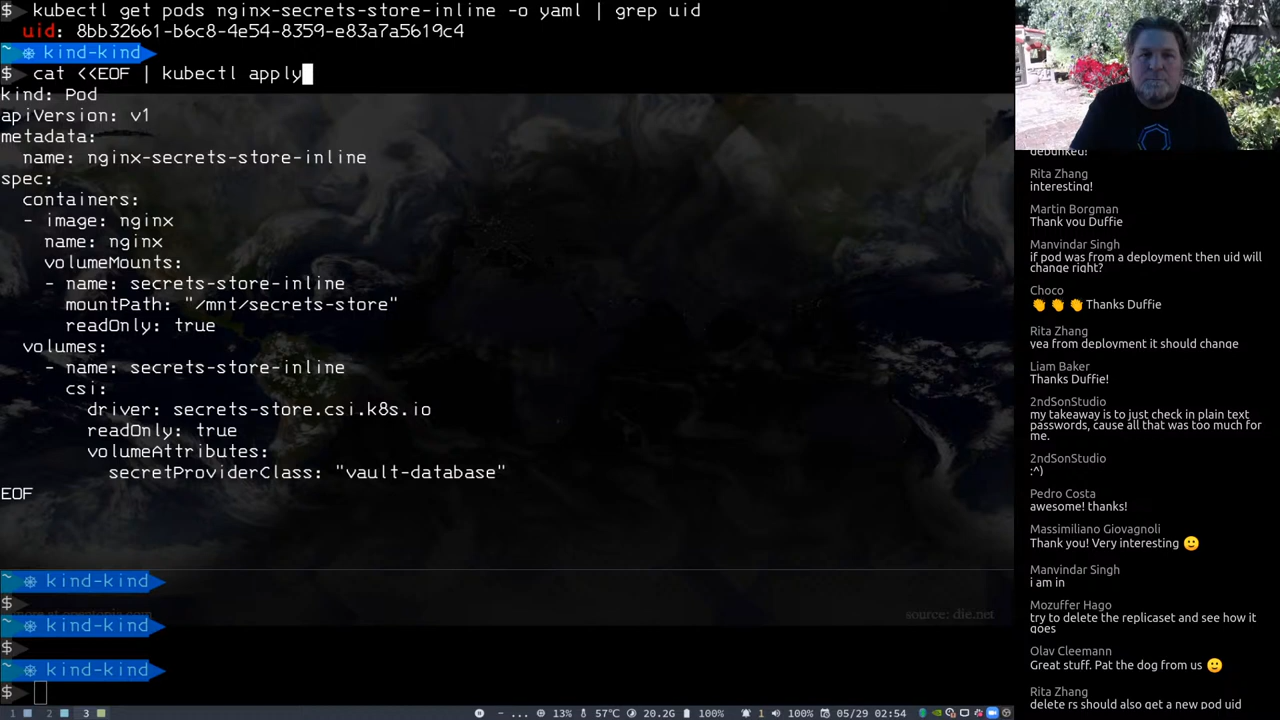 $ kubectl get pods nginx-secrets-store-inline -o yaml | grep uid
uid: 8bb32661-b6c8-4e54-8359-e83a7a5619c4
~ ⎈ kind-kind
$ cat <<EOF | kubectl apply
kind: Pod
apiVersion: v1
metadata:
  name: nginx-secrets-store-inline
spec:
  containers:
  - image: nginx
    name: nginx
    volumeMounts:
    - name: secrets-store-inline
      mountPath: "/mnt/secrets-store"
      readOnly: true
  volumes:
    - name: secrets-store-inline
      csi:
        driver: secrets-store.csi.k8s.io
        readOnly: true
        volumeAttributes:
          secretProviderClass: "vault-database"
EOF
~ ⎈ kind-kind
$
source: die.net
~ ⎈ kind-kind
$
~ ⎈ kind-kind
$
1 2 3
- ... 13% 57°C 20.2G 100% 1 100% 05/29 02:54
debunked!
Rita Zhang
interesting!
Martin Borgman
Thank you Duffie
Manvindar Singh
if pod was from a deployment then uid will
change right?
Choco
👏 👏 👏 Thanks Duffie
Rita Zhang
yea from deployment it should change
Liam Baker
Thanks Duffie!
2ndSonStudio
my takeaway is to just check in plain text
passwords, cause all that was too much for
me.
2ndSonStudio
:^)
Pedro Costa
awesome! thanks!
Massimiliano Giovagnoli
Thank you! Very interesting 🙂
Manvindar Singh
i am in
Mozuffer Hago
try to delete the replicaset and see how it
goes
Olav Cleemann
Great stuff. Pat the dog from us 🙂
Rita Zhang
delete rs should also get a new pod uid